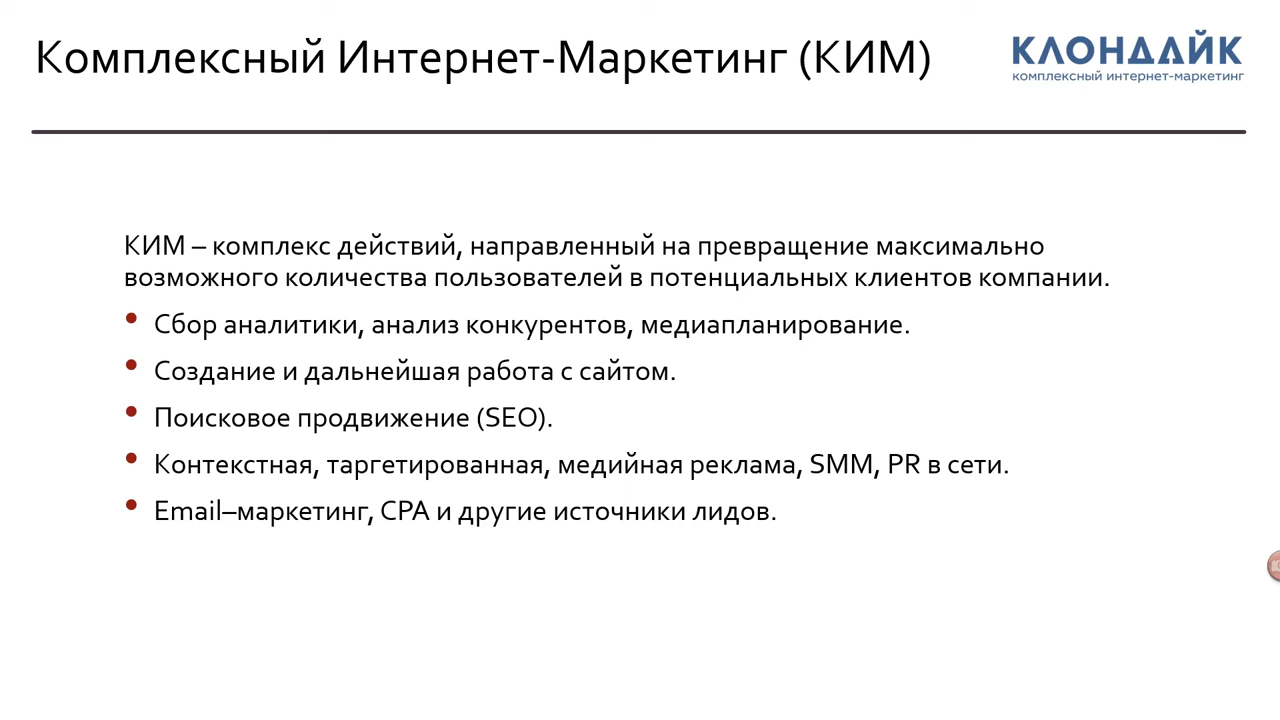 Комплексный Интернет-Маркетинг (КИМ)
КЛОНДАЙК
комплексный интернет-маркетинг
КИМ – комплекс действий, направленный на превращение максимально
возможного количества пользователей в потенциальных клиентов компании.
• Сбор аналитики, анализ конкурентов, медиапланирование.
• Создание и дальнейшая работа с сайтом.
• Поисковое продвижение (SEO).
• Контекстная, таргетированная, медийная реклама, SMM, PR в сети.
• Email–маркетинг, CPA и другие источники лидов.